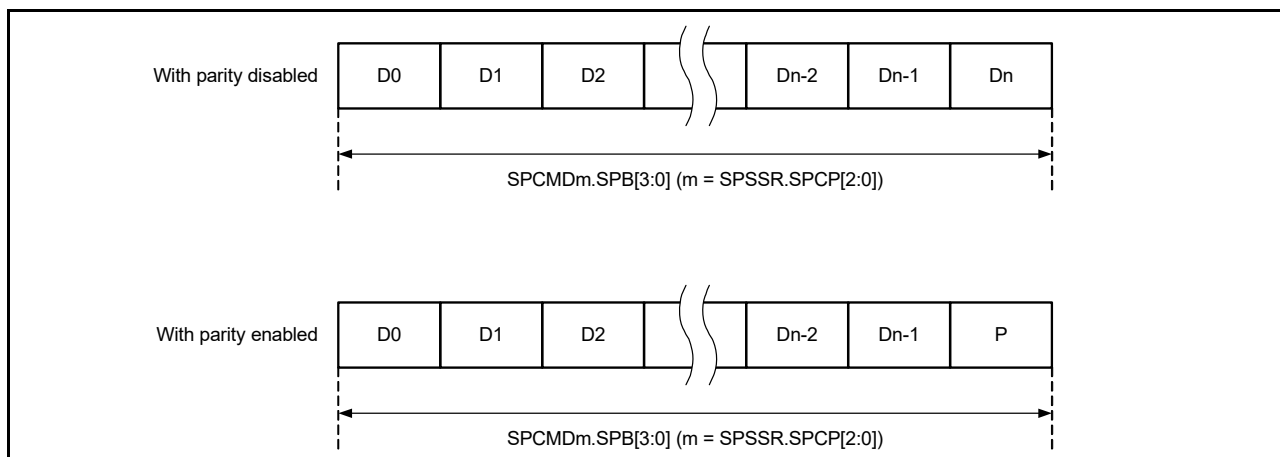 With parity disabled D0 D1 D2 Dn-2 Dn-1 Dn
SPCMDm.SPB[3:0] (m = SPSSR.SPCP[2:0])
With parity enabled D0 D1 D2 Dn-2 Dn-1 P
SPCMDm.SPB[3:0] (m = SPSSR.SPCP[2:0])